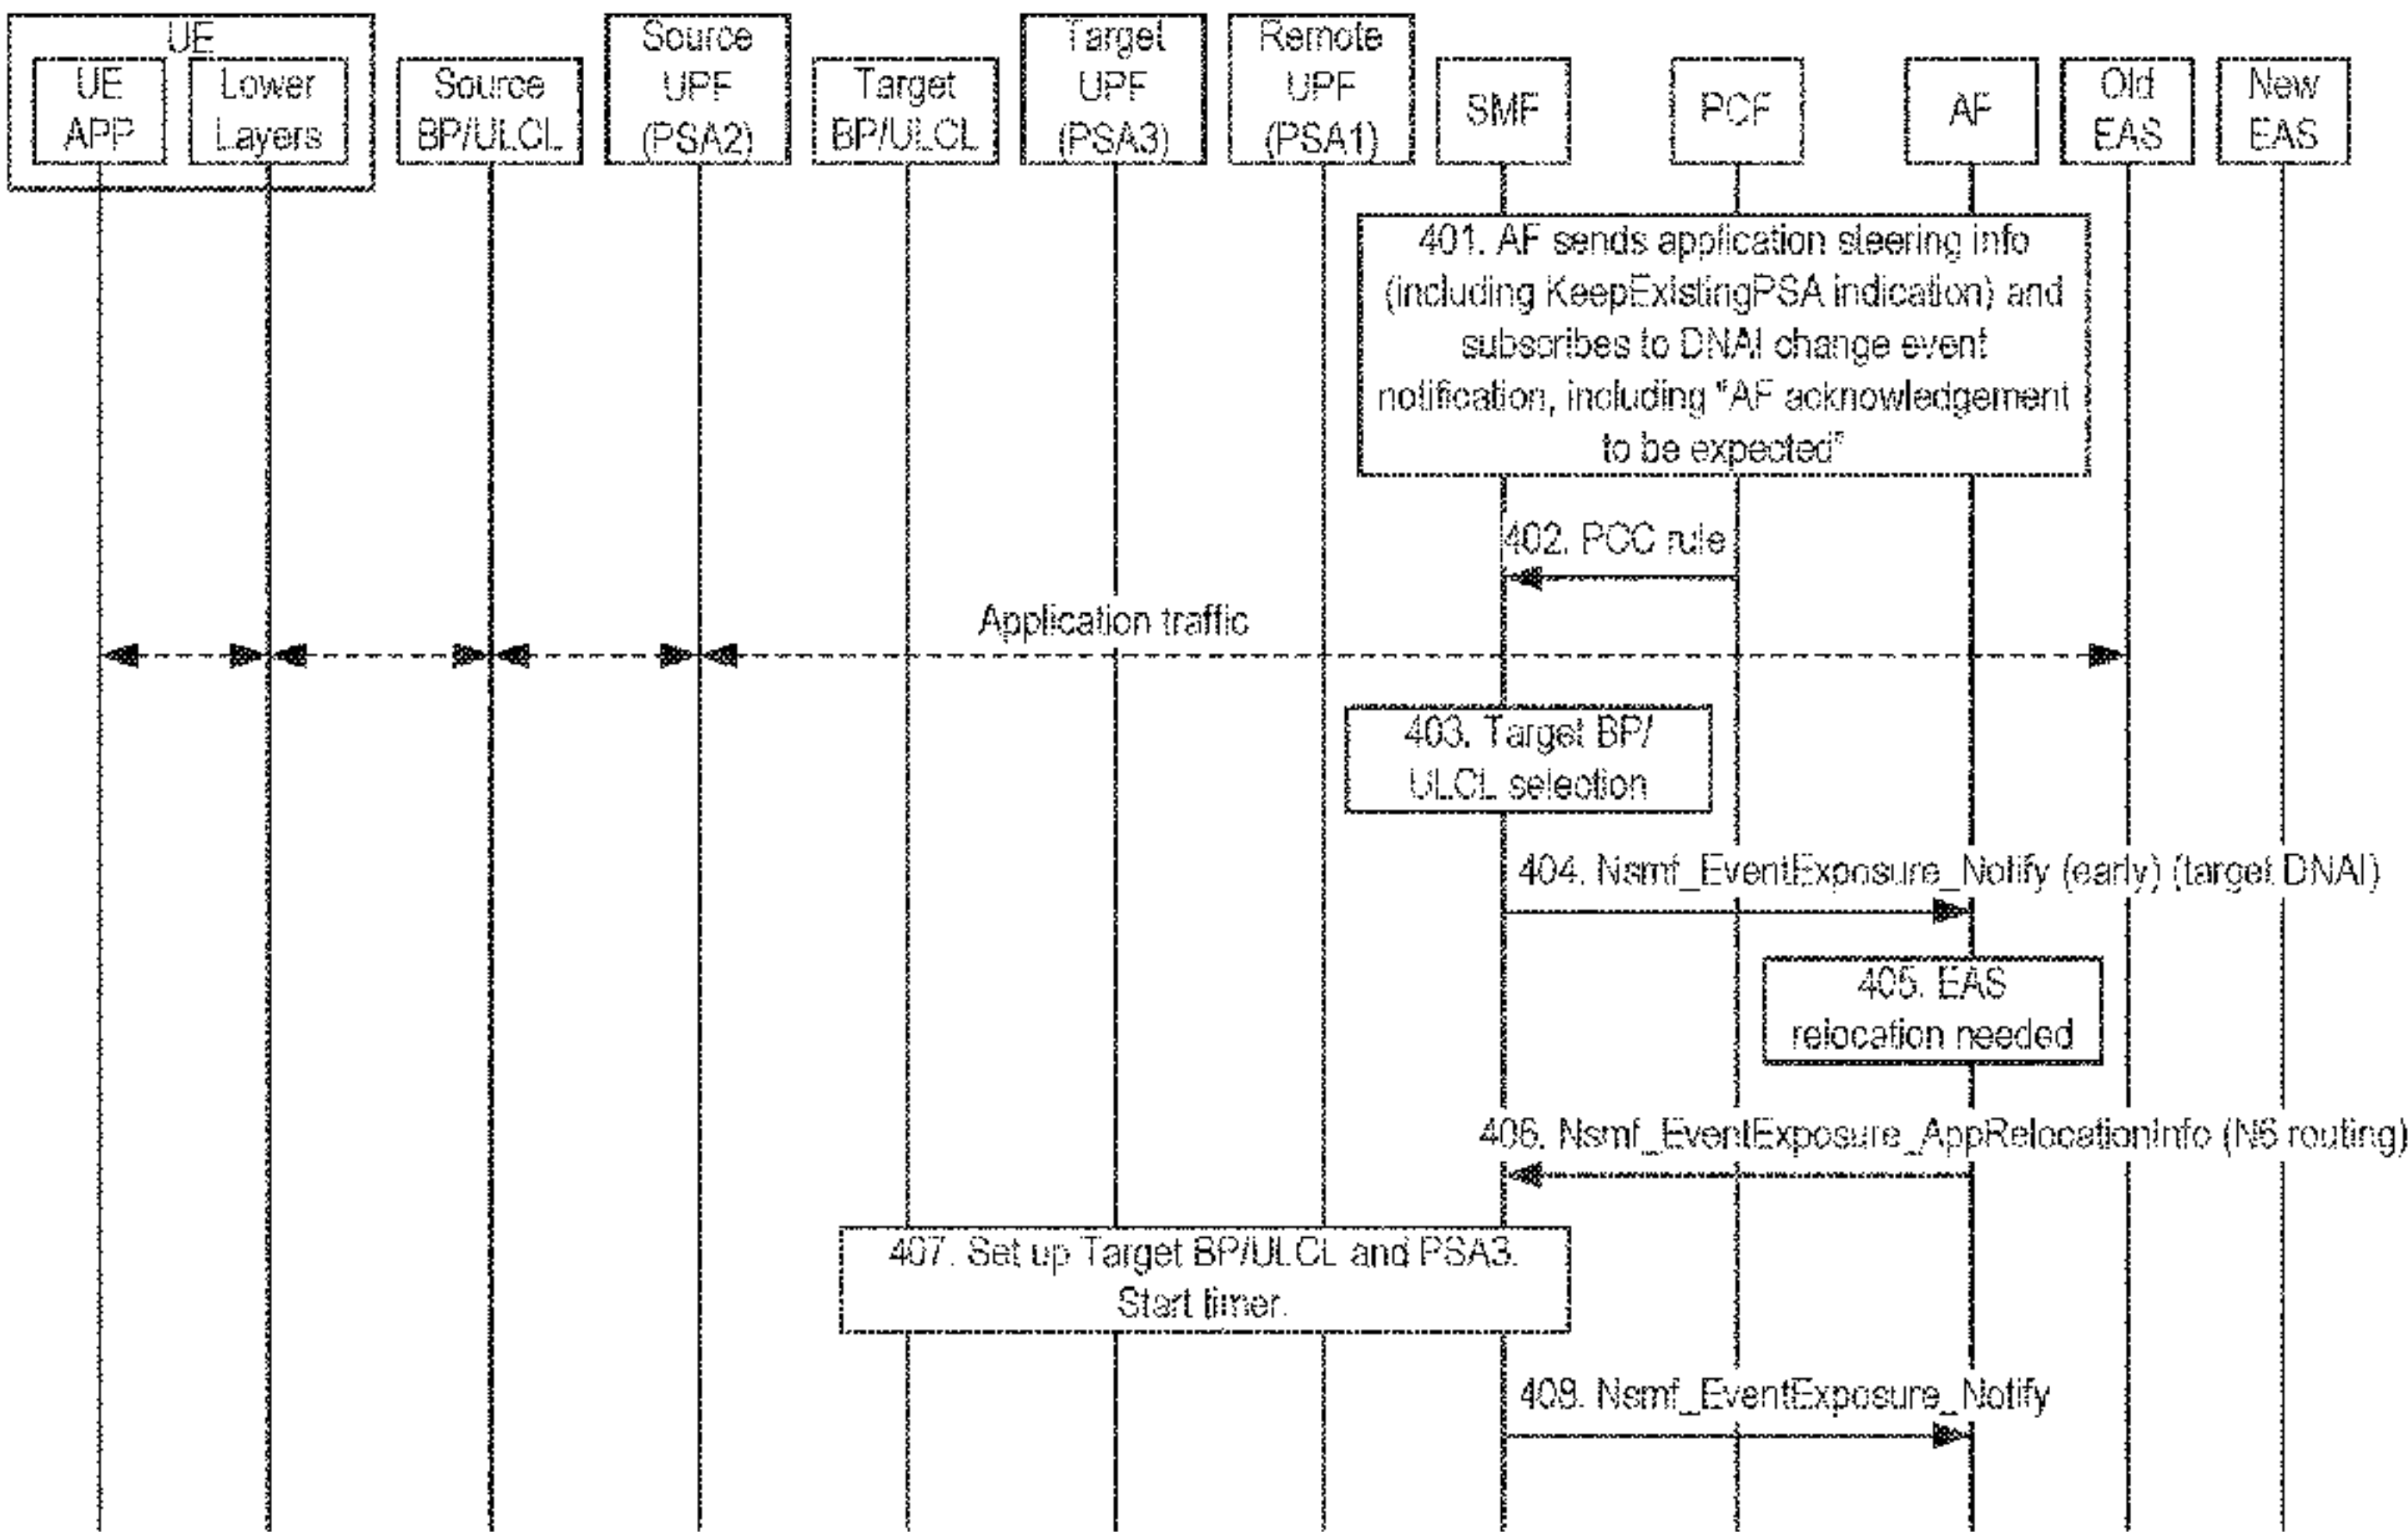 UE
UE
APP
Lower
Layers
Source
BP/ULCL
Source
UPF
(PSA2)
Target
BP/ULCL
Target
UPF
(PSA3)
Remote
UPF
(PSA1)
SMF
PCF
AF
Old
EAS
New
EAS
401. AF sends application steering info
(including KeepExistingPSA indication) and
subscribes to DNAI change event
notification, including "AF acknowledgement
to be expected"
402. PCC rule
Application traffic
403. Target BP/
ULCL selection
404. Nsmf_EventExposure_Notify (early) (target DNAI)
405. EAS
relocation needed
406. Nsmf_EventExposure_AppRelocationInfo (N6 routing)
407. Set up Target BP/ULCL and PSA3.
Start timer.
408. Nsmf_EventExposure_Notify